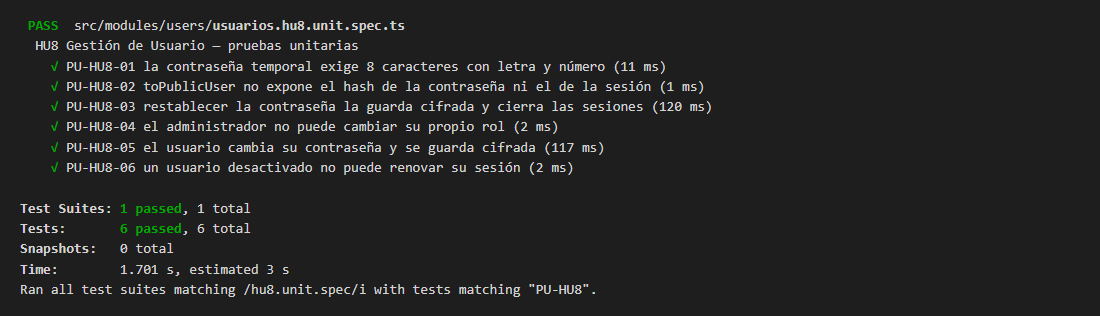 PASS src/modules/users/usuarios.hu8.unit.spec.ts
HU8 Gestión de Usuario — pruebas unitarias
√ PU-HU8-01 la contraseña temporal exige 8 caracteres con letra y número (11 ms)
√ PU-HU8-02 toPublicUser no expone el hash de la contraseña ni el de la sesión (1 ms)
√ PU-HU8-03 restablecer la contraseña la guarda cifrada y cierra las sesiones (120 ms)
√ PU-HU8-04 el administrador no puede cambiar su propio rol (2 ms)
√ PU-HU8-05 el usuario cambia su contraseña y se guarda cifrada (117 ms)
√ PU-HU8-06 un usuario desactivado no puede renovar su sesión (2 ms)
Test Suites: 1 passed, 1 total
Tests: 6 passed, 6 total
Snapshots: 0 total
Time: 1.701 s, estimated 3 s
Ran all test suites matching /hu8.unit.spec/i with tests matching "PU-HU8".